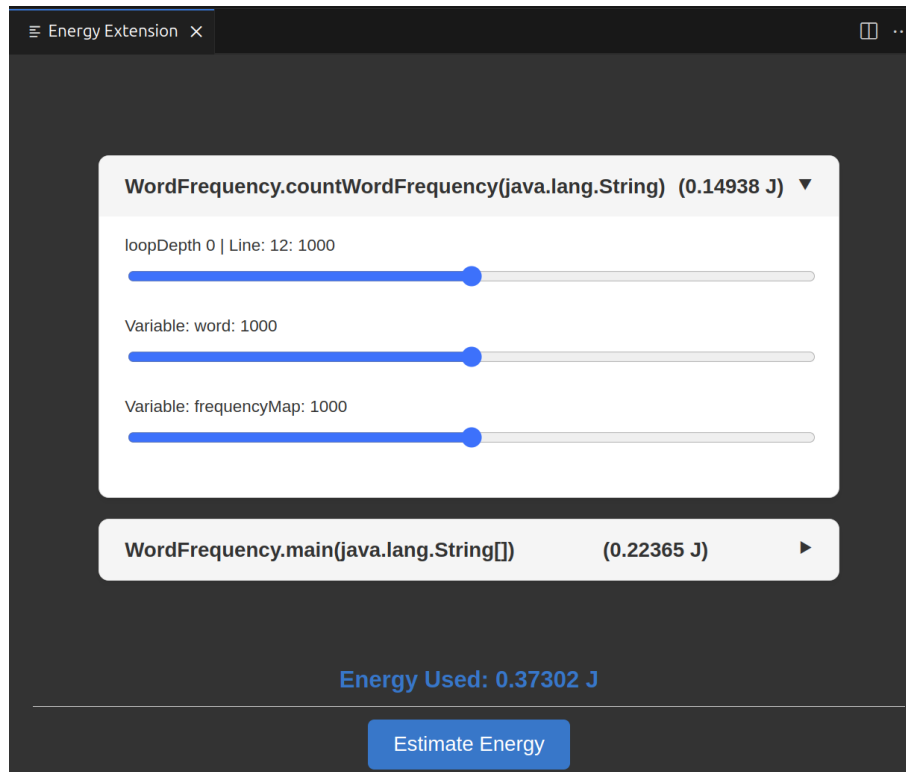 Energy Extension
WordFrequency.countWordFrequency(java.lang.String) (0.14938 J)
loopDepth 0 | Line: 12: 1000
Variable: word: 1000
Variable: frequencyMap: 1000
WordFrequency.main(java.lang.String[]) (0.22365 J)
Energy Used: 0.37302 J
Estimate Energy